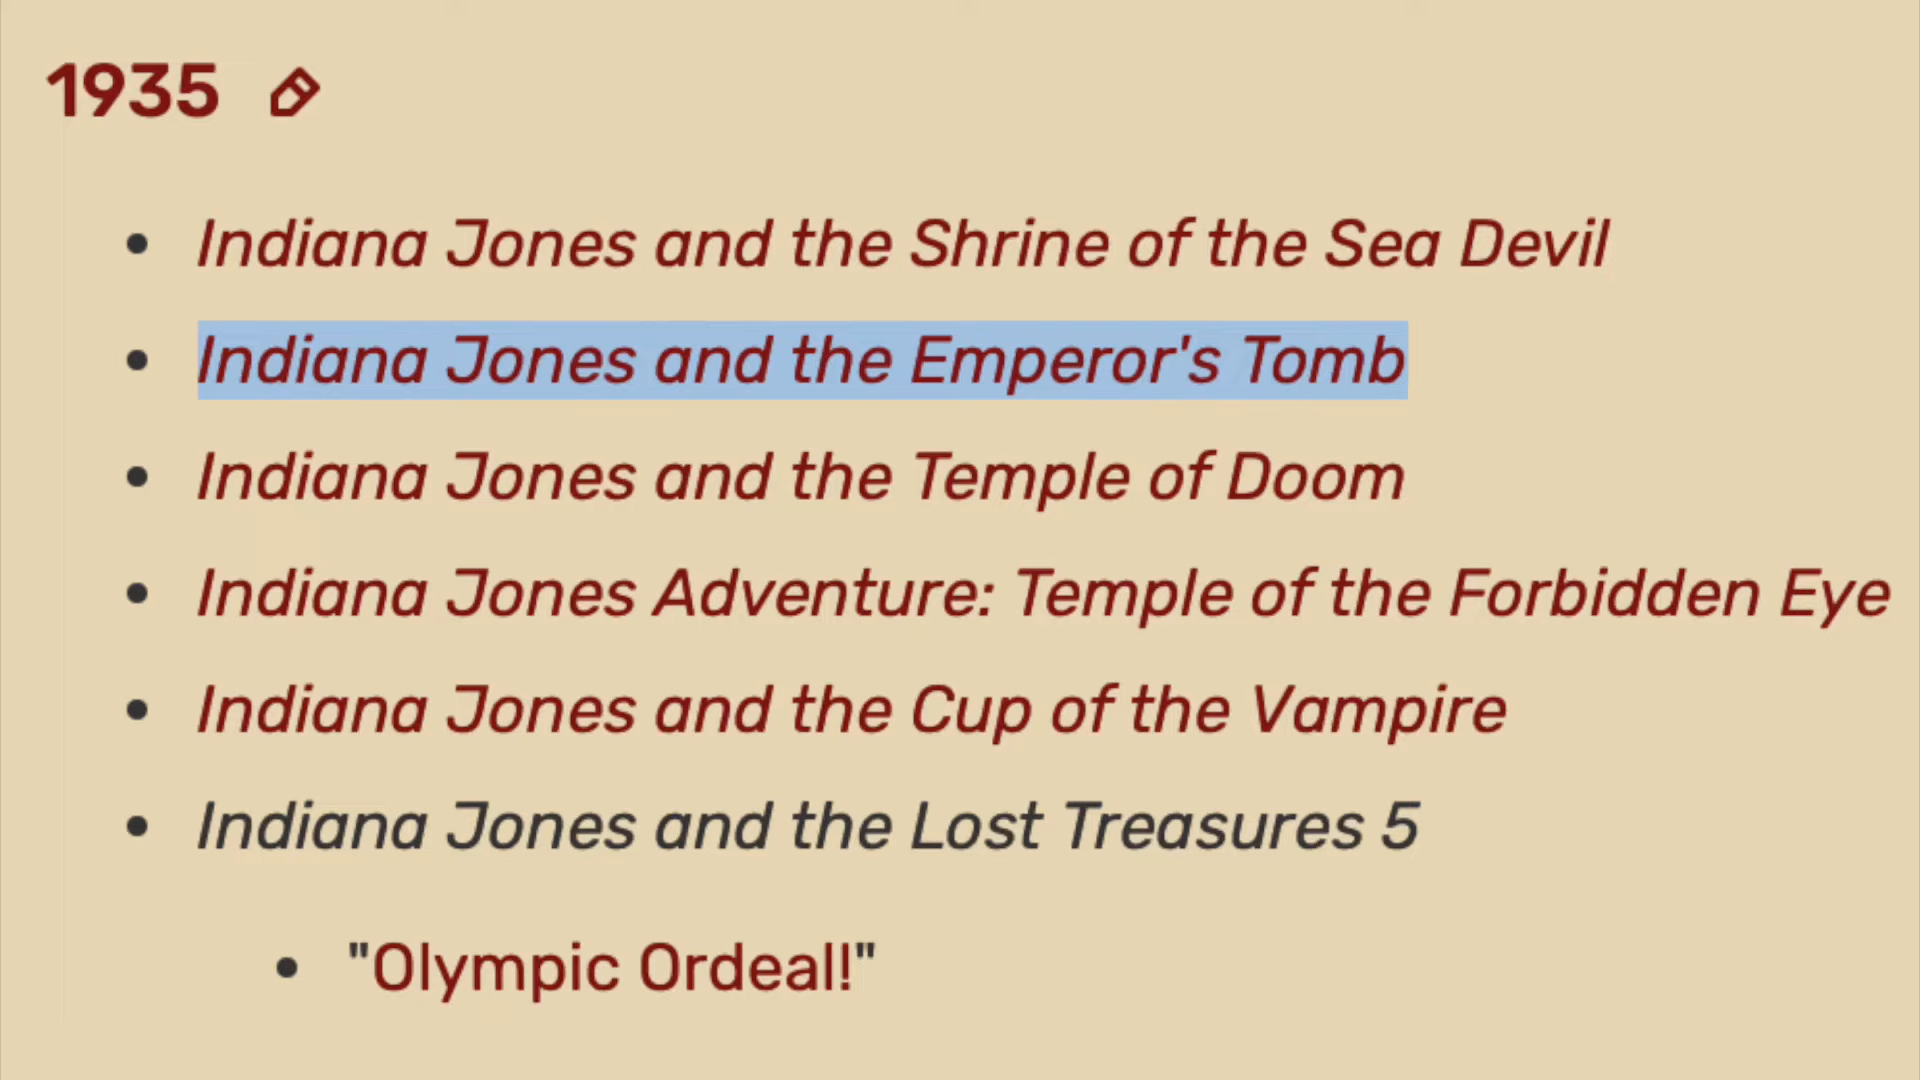 1935
Indiana Jones and the Shrine of the Sea Devil
Indiana Jones and the Emperor's Tomb
Indiana Jones and the Temple of Doom
Indiana Jones Adventure: Temple of the Forbidden Eye
Indiana Jones and the Cup of the Vampire
Indiana Jones and the Lost Treasures 5
"Olympic Ordeal!"